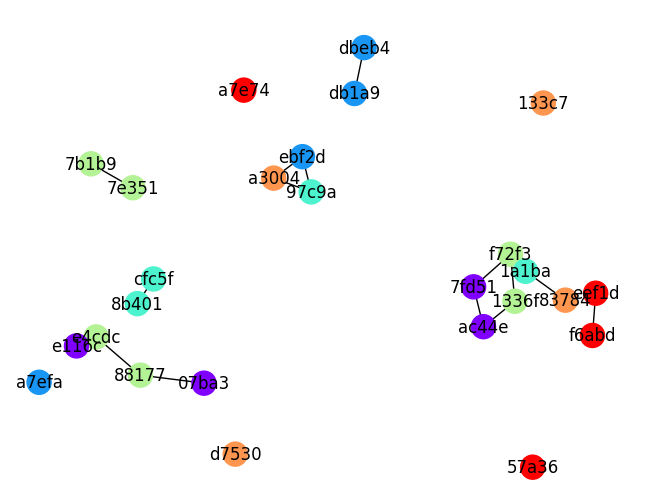 dbeb4
a7e74
db1a9
133c7
7b1b9
ebf2d
7e351
a3004
97c9a
f72f3
1a1ba
cfc5f
7fd51
8b401
1336f
83784
eef1d
ac44e
f6abd
e4cdc
e116c
88177
07ba3
a7efa
d7530
57a36